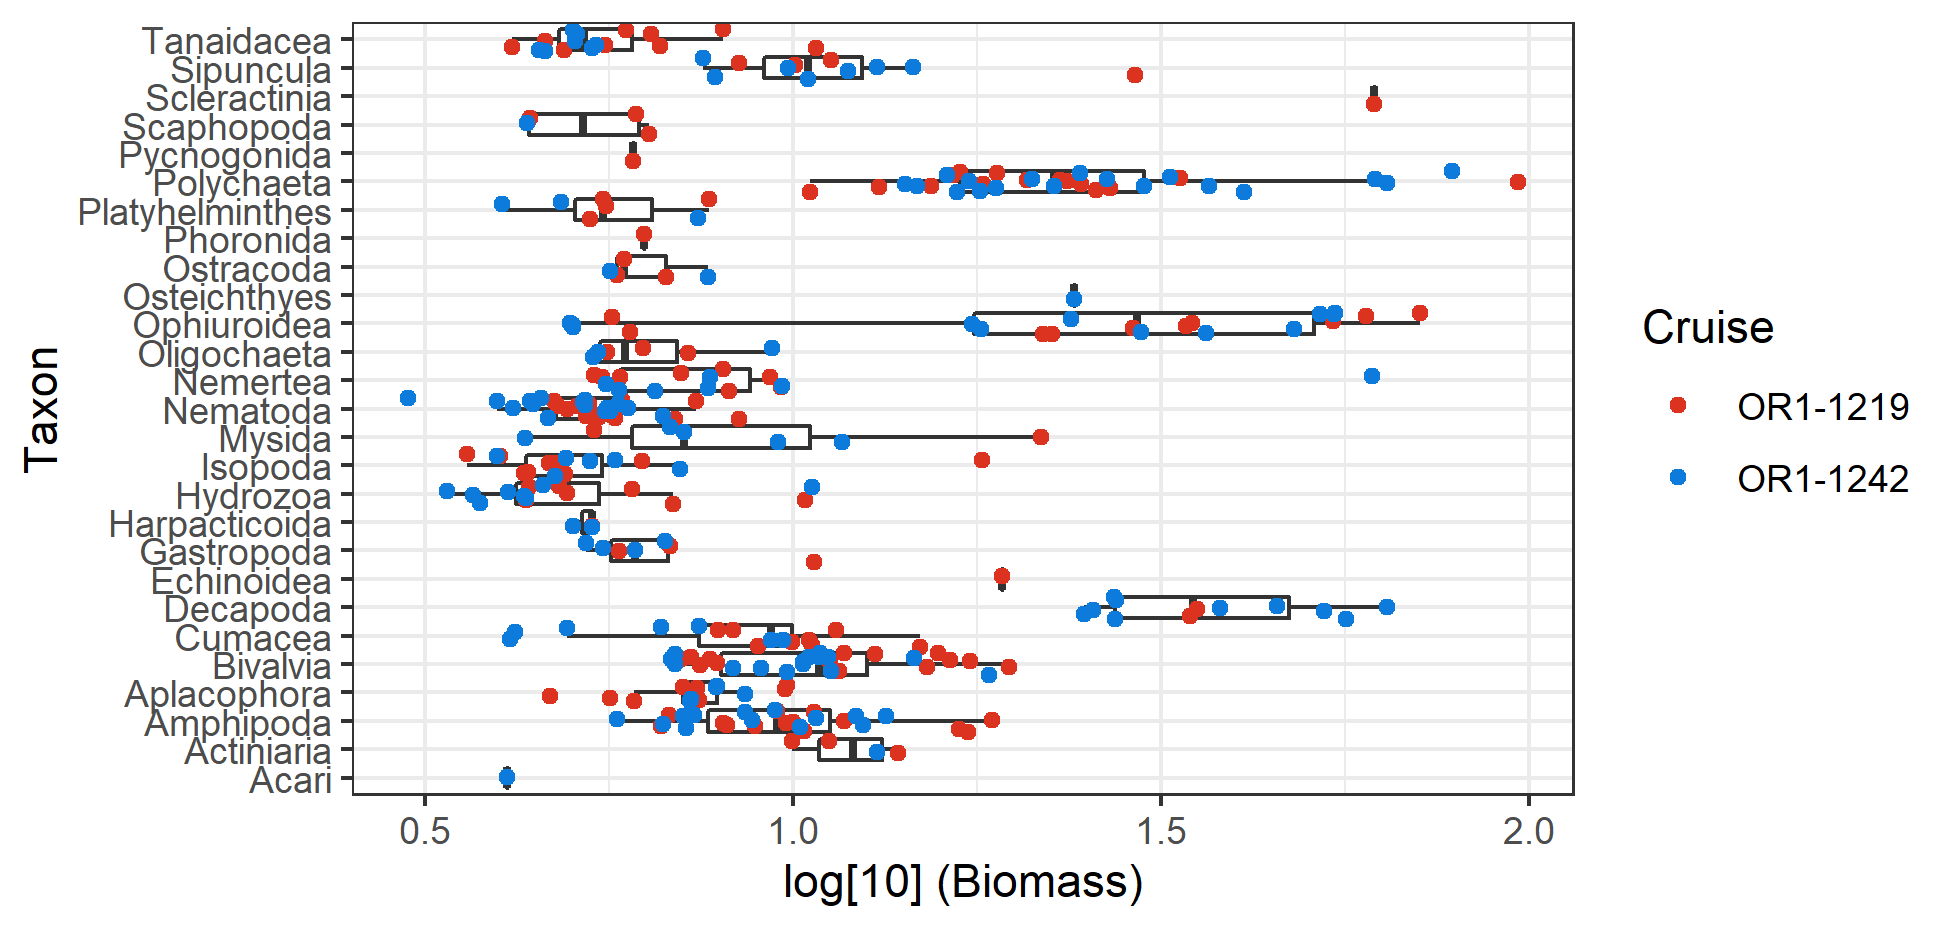 Tanaidacea
Sipuncula
Scleractinia
Scaphopoda
Pycnogonida
Polychaeta
Platyhelminthes
Phoronida
Ostracoda
Osteichthyes
Ophiuroidea
Oligochaeta
Nemertea
Nematoda
Mysida
Isopoda
Hydrozoa
Harpacticoida
Gastropoda
Echinoidea
Decapoda
Cumacea
Bivalvia
Aplacophora
Amphipoda
Actiniaria
Acari
Taxon
0.5 1.0 1.5 2.0
log[10] (Biomass)
Cruise
OR1-1219
OR1-1242